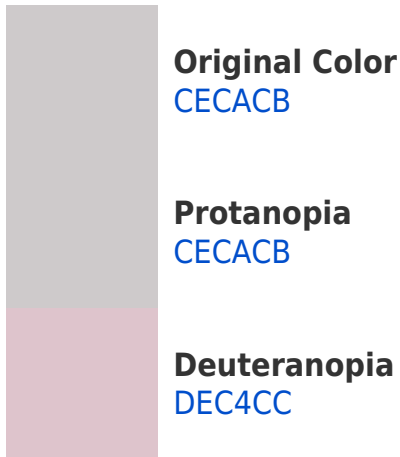 Original Color
CECACB
Protanopia
CECACB
Deuteranopia
DEC4CC